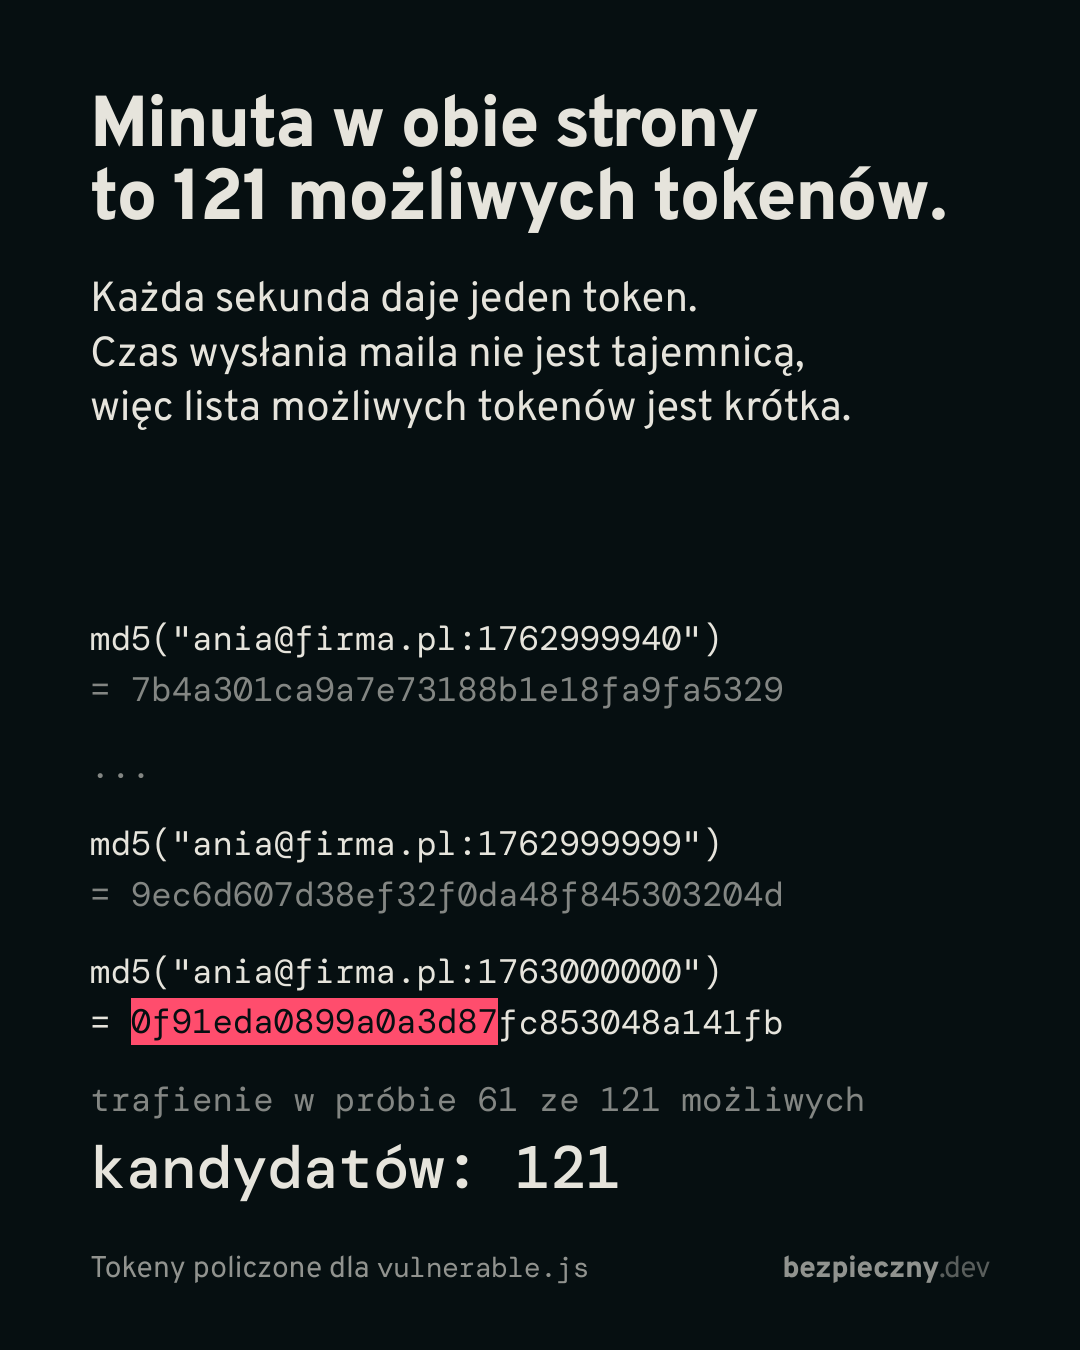 Minuta w obie strony
to 121 możliwych tokenów.
Każda sekunda daje jeden token.
Czas wysłania maila nie jest tajemnicą,
więc lista możliwych tokenów jest krótka.
md5("ania@firma.pl:1762999940")
= 7b4a301ca9a7e73188b1e18fa9fa5329
...
md5("ania@firma.pl:1762999999")
= 9ec6d607d38ef32f0da48f845303204d
md5("ania@firma.pl:1763000000")
= 0f91eda0899a0a3d87fc853048a141fb
trafienie w próbie 61 ze 121 możliwych
kandydatów: 121
Tokeny policzone dla vulnerable.js
bezpieczny.dev